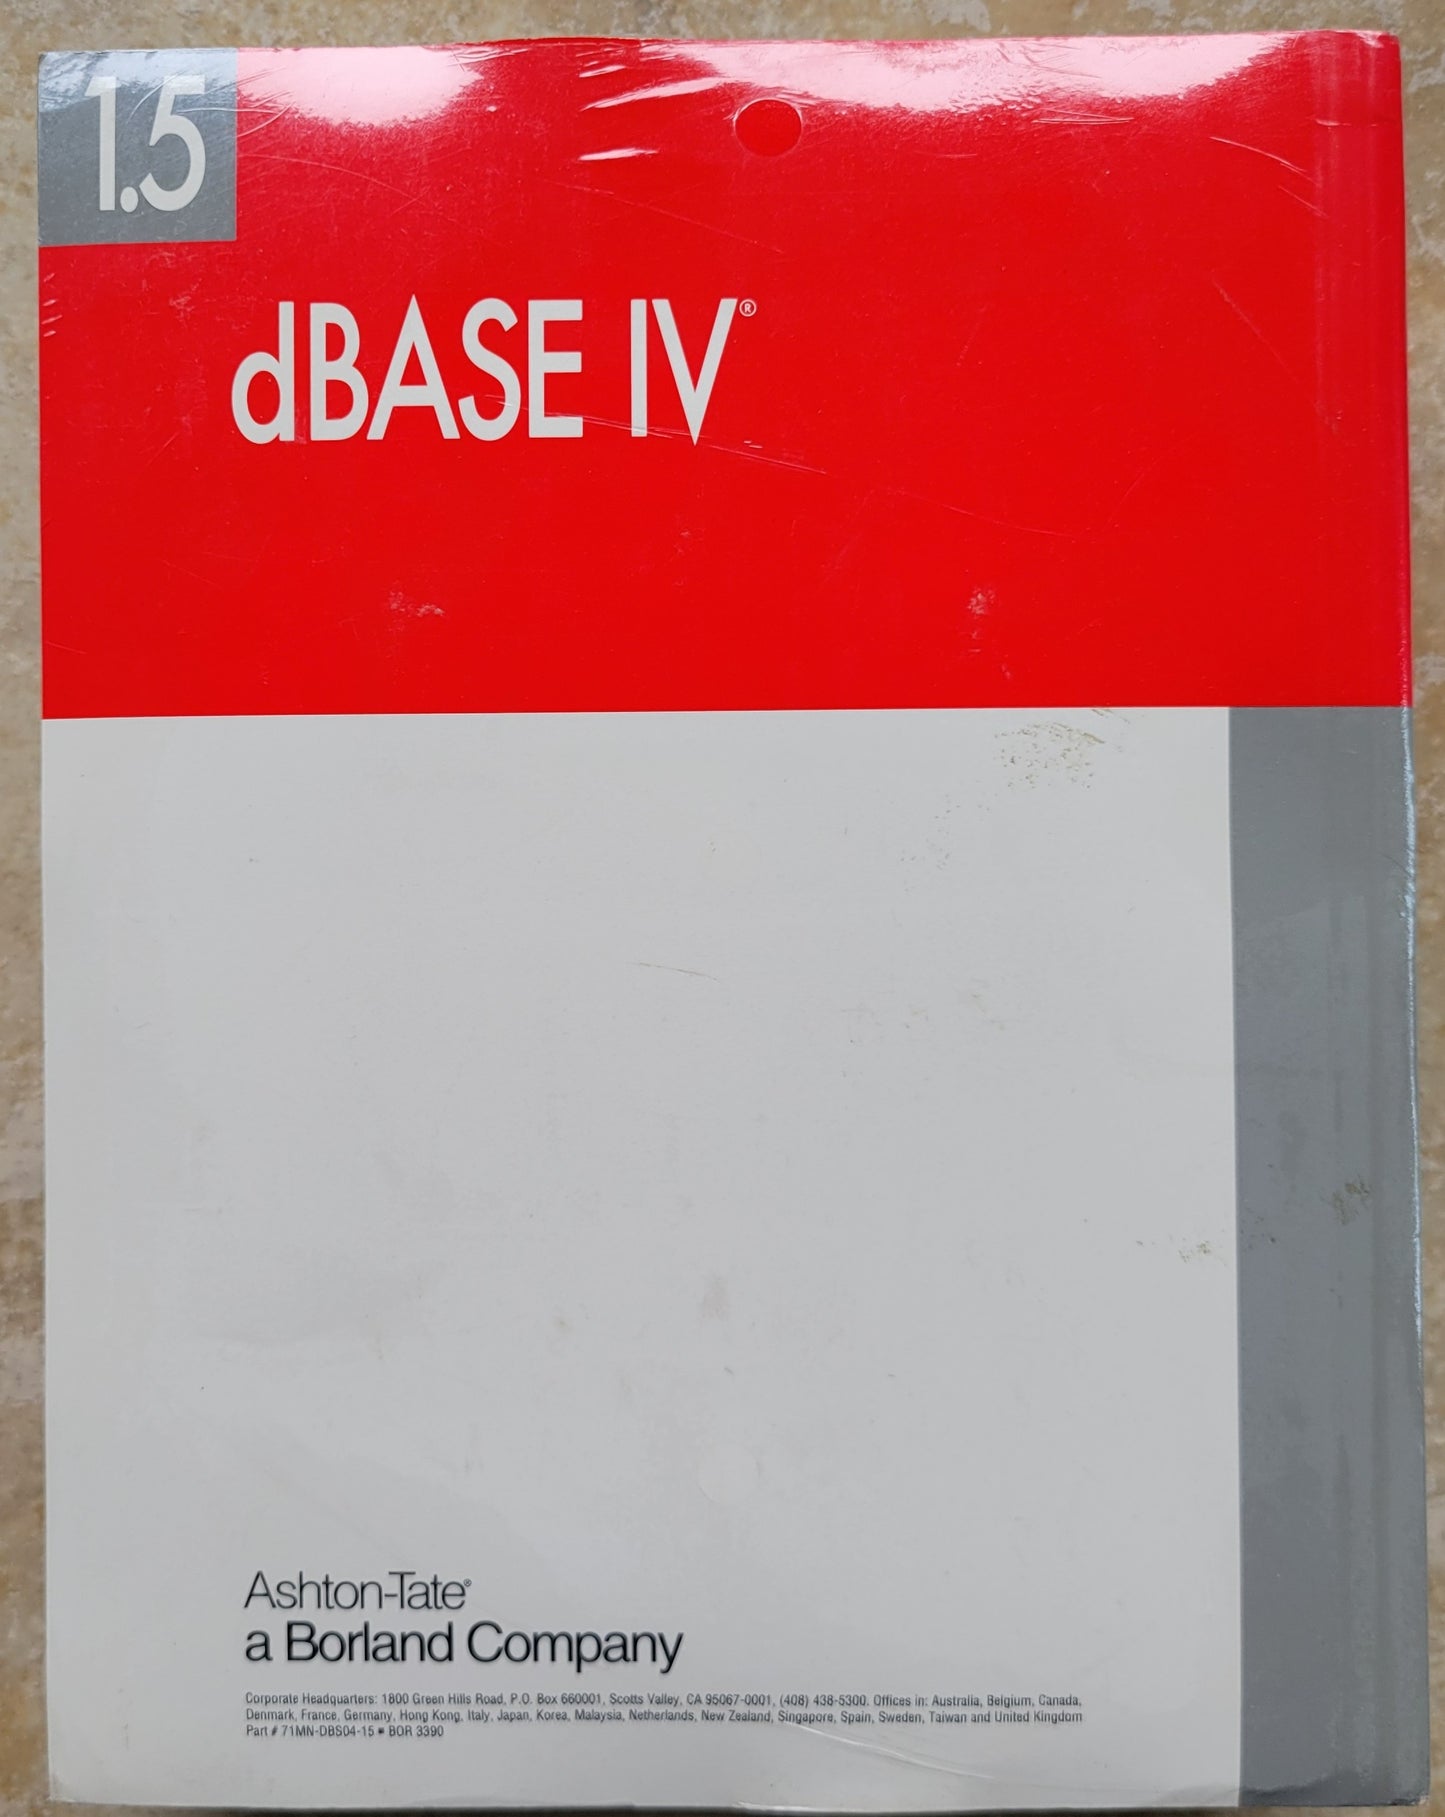 1.5
dBASE IV®
Ashton-Tate®
a Borland Company
Corporate Headquarters: 1800 Green Hills Road, P.O. Box 660001, Scotts Valley, CA 95067-0001, (408) 438-5300. Offices in: Australia, Belgium, Canada,
Denmark, France, Germany, Hong Kong, Italy, Japan, Korea, Malaysia, Netherlands, New Zealand, Singapore, Spain, Sweden, Taiwan and United Kingdom
Part # 71MN-DBS04-15 ■ BOR 3390